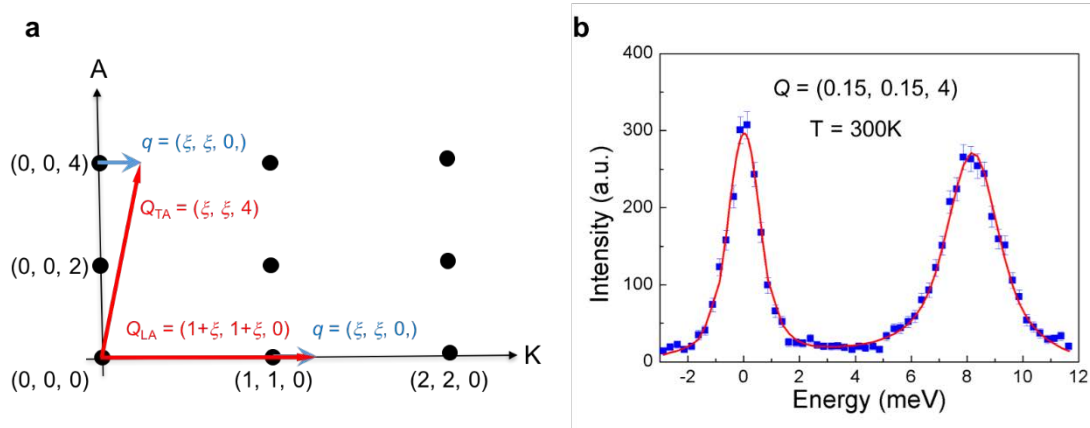 a
A
q = (ξ, ξ, 0,)
(0, 0, 4)
Q_TA = (ξ, ξ, 4)
(0, 0, 2)
Q_LA = (1+ξ, 1+ξ, 0)
q = (ξ, ξ, 0,)
K
(0, 0, 0)
(1, 1, 0)
(2, 2, 0)
b
400
300
200
100
0
Intensity (a.u.)
Q = (0.15, 0.15, 4)
T = 300K
-2 0 2 4 6 8 10 12
Energy (meV)